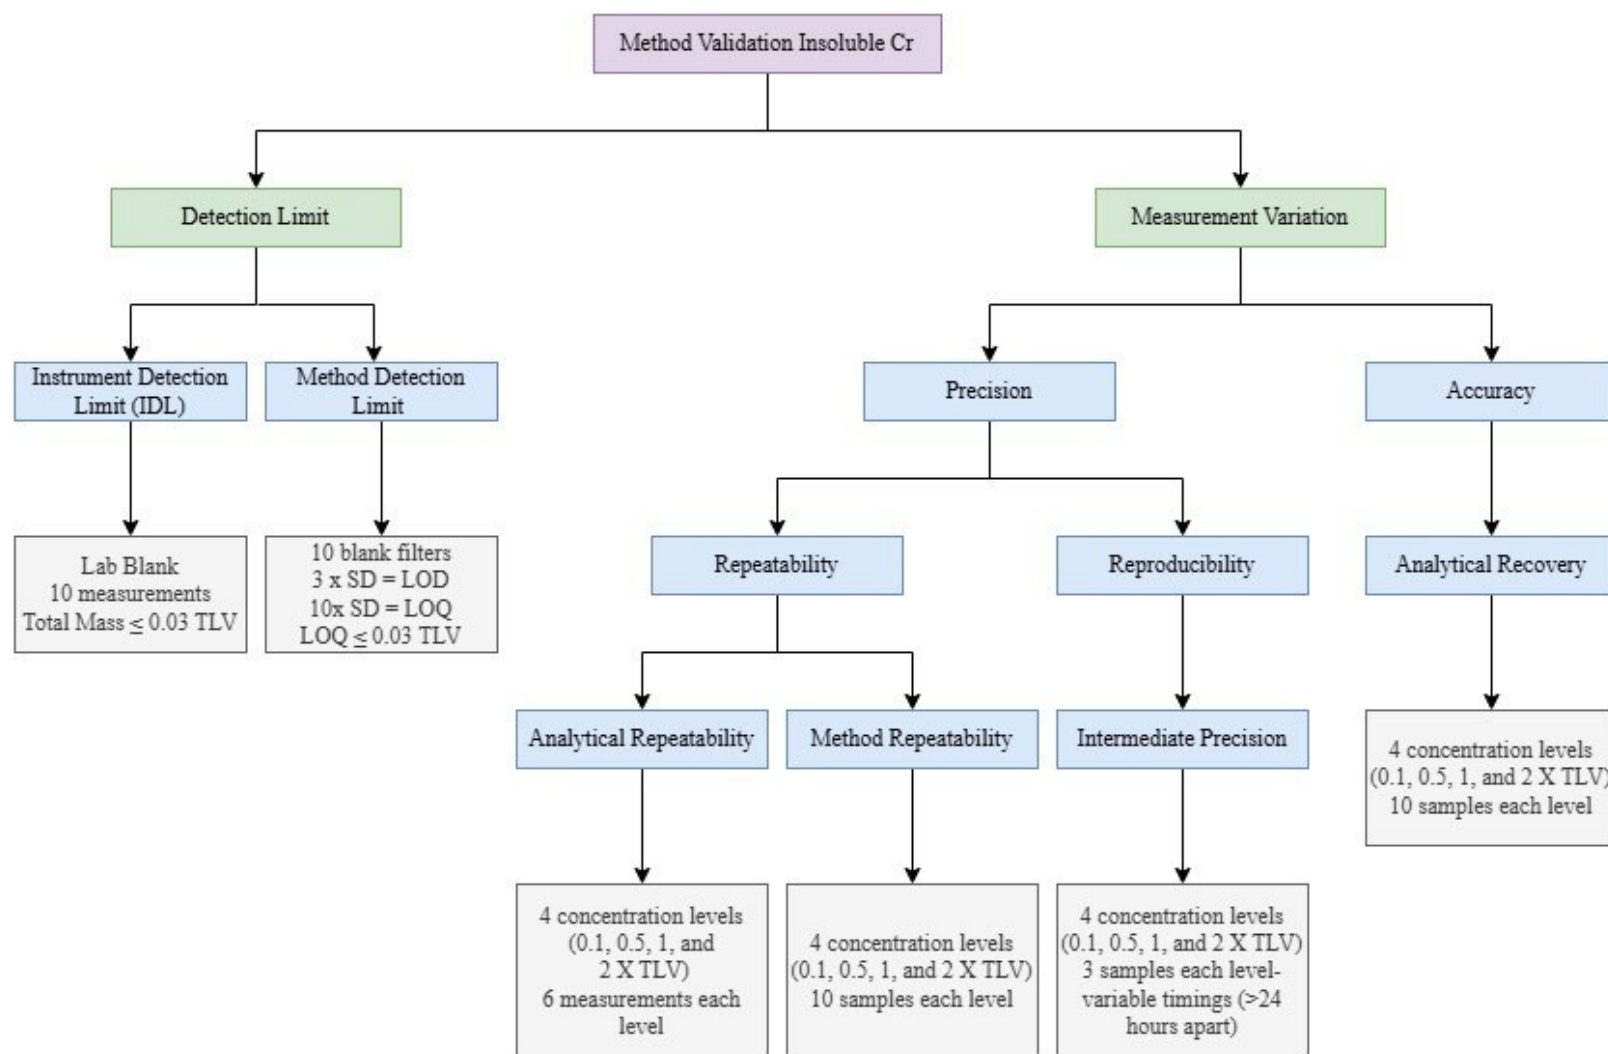 Method Validation Insoluble Cr
Detection Limit
Measurement Variation
Instrument Detection
Limit (IDL)
Method Detection
Limit
Precision
Accuracy
Lab Blank
10 measurements
Total Mass ≤ 0.03 TLV
10 blank filters
3 x SD = LOD
10x SD = LOQ
LOQ ≤ 0.03 TLV
Repeatability
Reproducibility
Analytical Recovery
Analytical Repeatability
Method Repeatability
Intermediate Precision
4 concentration levels
(0.1, 0.5, 1, and 2 X TLV)
10 samples each level
4 concentration levels
(0.1, 0.5, 1, and
2 X TLV)
6 measurements each
level
4 concentration levels
(0.1, 0.5, 1, and 2 X TLV)
10 samples each level
4 concentration levels
(0.1, 0.5, 1, and 2 X TLV)
3 samples each level-
variable timings (>24
hours apart)